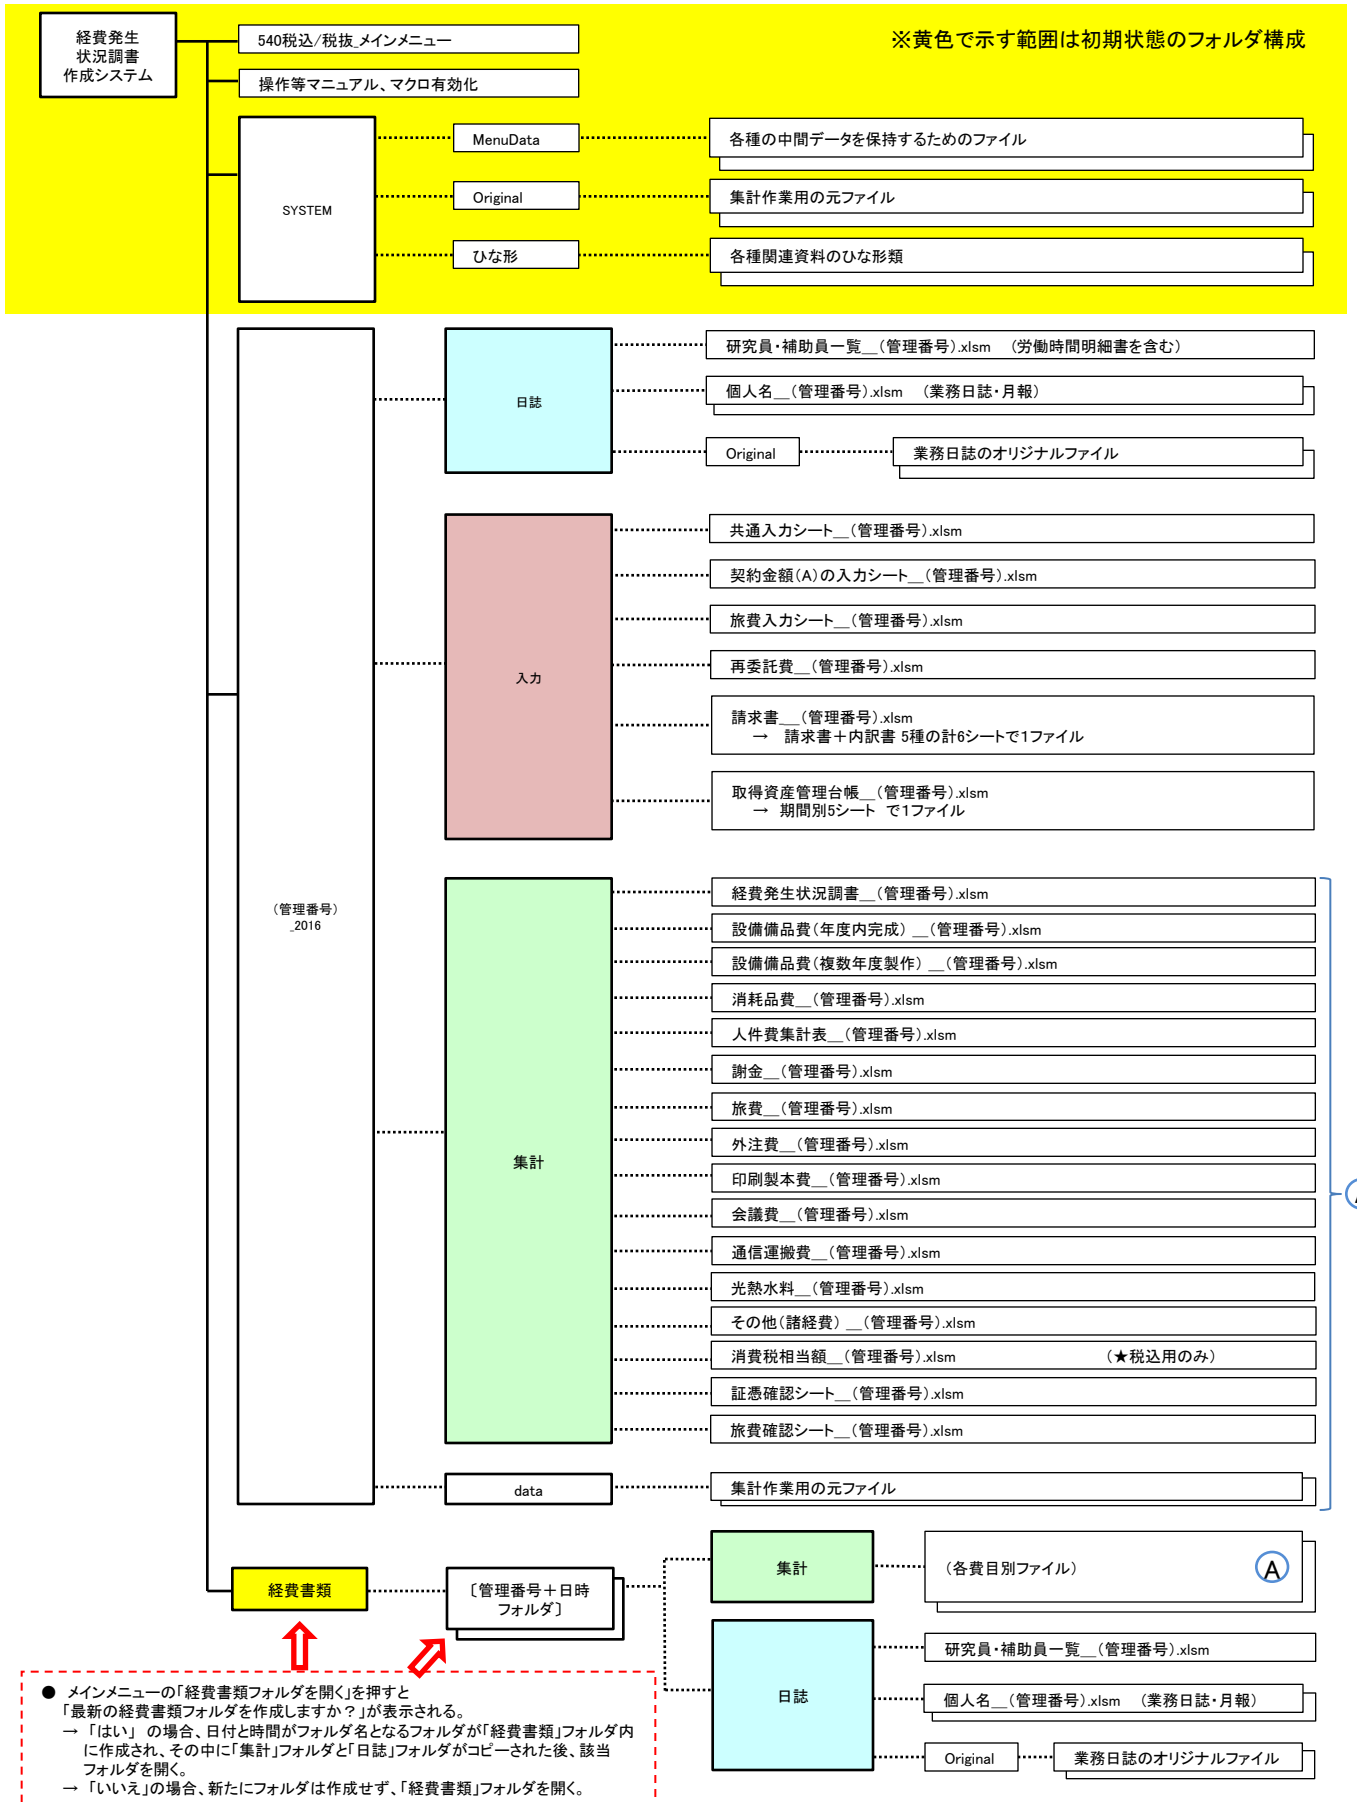 経費発生
状況調書
作成システム
540税込/税抜_メインメニュー
※黄色で示す範囲は初期状態のフォルダ構成
操作等マニュアル、マクロ有効化
SYSTEM
MenuData
各種の中間データを保持するためのファイル
Original
集計作業用の元ファイル
ひな形
各種関連資料のひな形類
(管理番号)
_2016
日誌
研究員・補助員一覧__(管理番号).xlsm (労働時間明細書を含む)
個人名__(管理番号).xlsm (業務日誌・月報)
Original
業務日誌のオリジナルファイル
入力
共通入力シート__(管理番号).xlsm
契約金額(A)の入力シート__(管理番号).xlsm
旅費入力シート__(管理番号).xlsm
再委託費__(管理番号).xlsm
請求書__(管理番号).xlsm
→ 請求書+内訳書 5種の計6シートで1ファイル
取得資産管理台帳__(管理番号).xlsm
→ 期間別5シート で1ファイル
集計
経費発生状況調書__(管理番号).xlsm
設備備品費(年度内完成) __(管理番号).xlsm
設備備品費(複数年度製作) __(管理番号).xlsm
消耗品費__(管理番号).xlsm
人件費集計表__(管理番号).xlsm
謝金__(管理番号).xlsm
旅費__(管理番号).xlsm
外注費__(管理番号).xlsm
印刷製本費__(管理番号).xlsm
会議費__(管理番号).xlsm
通信運搬費__(管理番号).xlsm
光熱水料__(管理番号).xlsm
その他(諸経費) __(管理番号).xlsm
消費税相当額__(管理番号).xlsm (★税込用のみ)
証憑確認シート__(管理番号).xlsm
旅費確認シート__(管理番号).xlsm
data
集計作業用の元ファイル
経費書類
〔管理番号+日時
フォルダ〕
集計
(各費目別ファイル)
A
日誌
研究員・補助員一覧__(管理番号).xlsm
個人名__(管理番号).xlsm (業務日誌・月報)
Original
業務日誌のオリジナルファイル
● メインメニューの「経費書類フォルダを開く」を押すと
「最新の経費書類フォルダを作成しますか?」が表示される。
→ 「はい」 の場合、日付と時間がフォルダ名となるフォルダが「経費書類」フォルダ内
に作成され、その中に「集計」フォルダと「日誌」フォルダがコピーされた後、該当
フォルダを開く。
→ 「いいえ」の場合、新たにフォルダは作成せず、「経費書類」フォルダを開く。